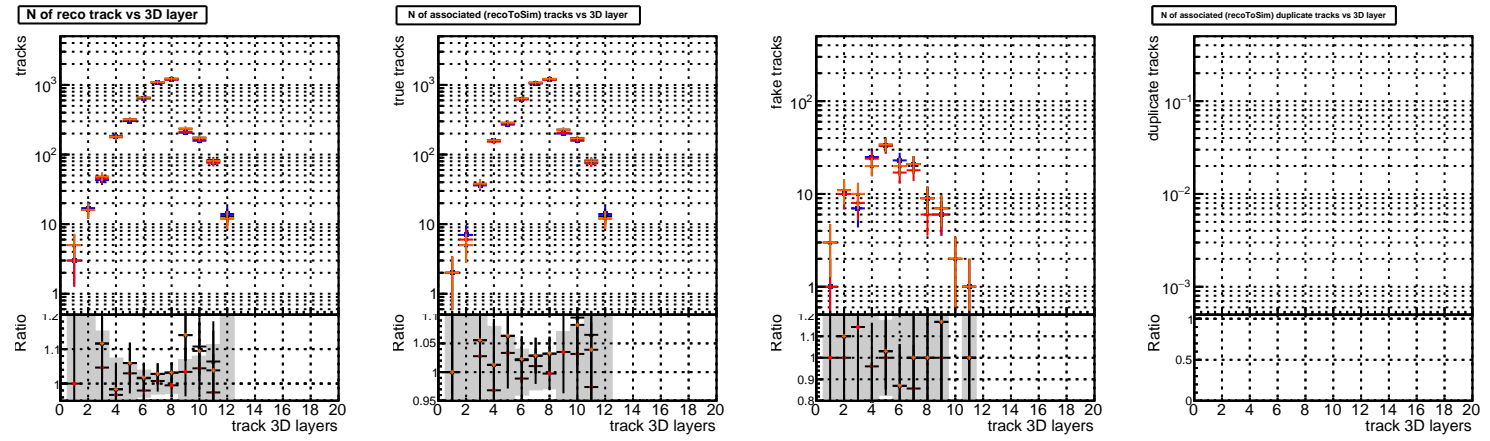 N of reco track vs 3D layer
tracks
10³
10²
10
1
Ratio
1.2
1.1
1
0 2 4 6 8 10 12 14 16 18 20
track 3D layers
N of associated (recoToSim) tracks vs 3D layer
true tracks
10³
10²
10
1
Ratio
1.1
1.05
1
0.95
0 2 4 6 8 10 12 14 16 18 20
track 3D layers
fake tracks
10²
10
1
Ratio
1.2
1.1
1
0.9
0.8
0 2 4 6 8 10 12 14 16 18 20
track 3D layers
N of associated (recoToSim) duplicate tracks vs 3D layer
duplicate tracks
10⁻¹
10⁻²
10⁻³
Ratio
1
0.5
0
0 2 4 6 8 10 12 14 16 18 20
track 3D layers